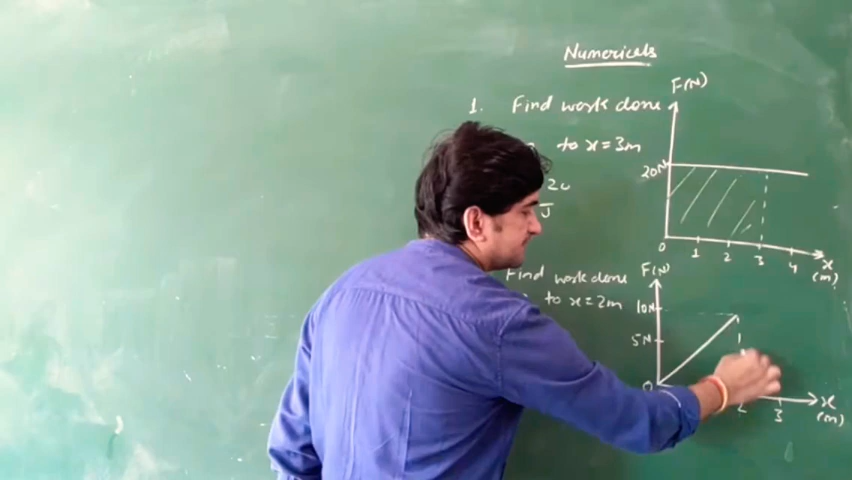 Numericals
1. Find work done
to x = 3m
20
J
F(N)
20N
0 1 2 3 4 x
(m)
Find work done
to x = 2m
F(N)
10N
5N
0
3 x
(m)